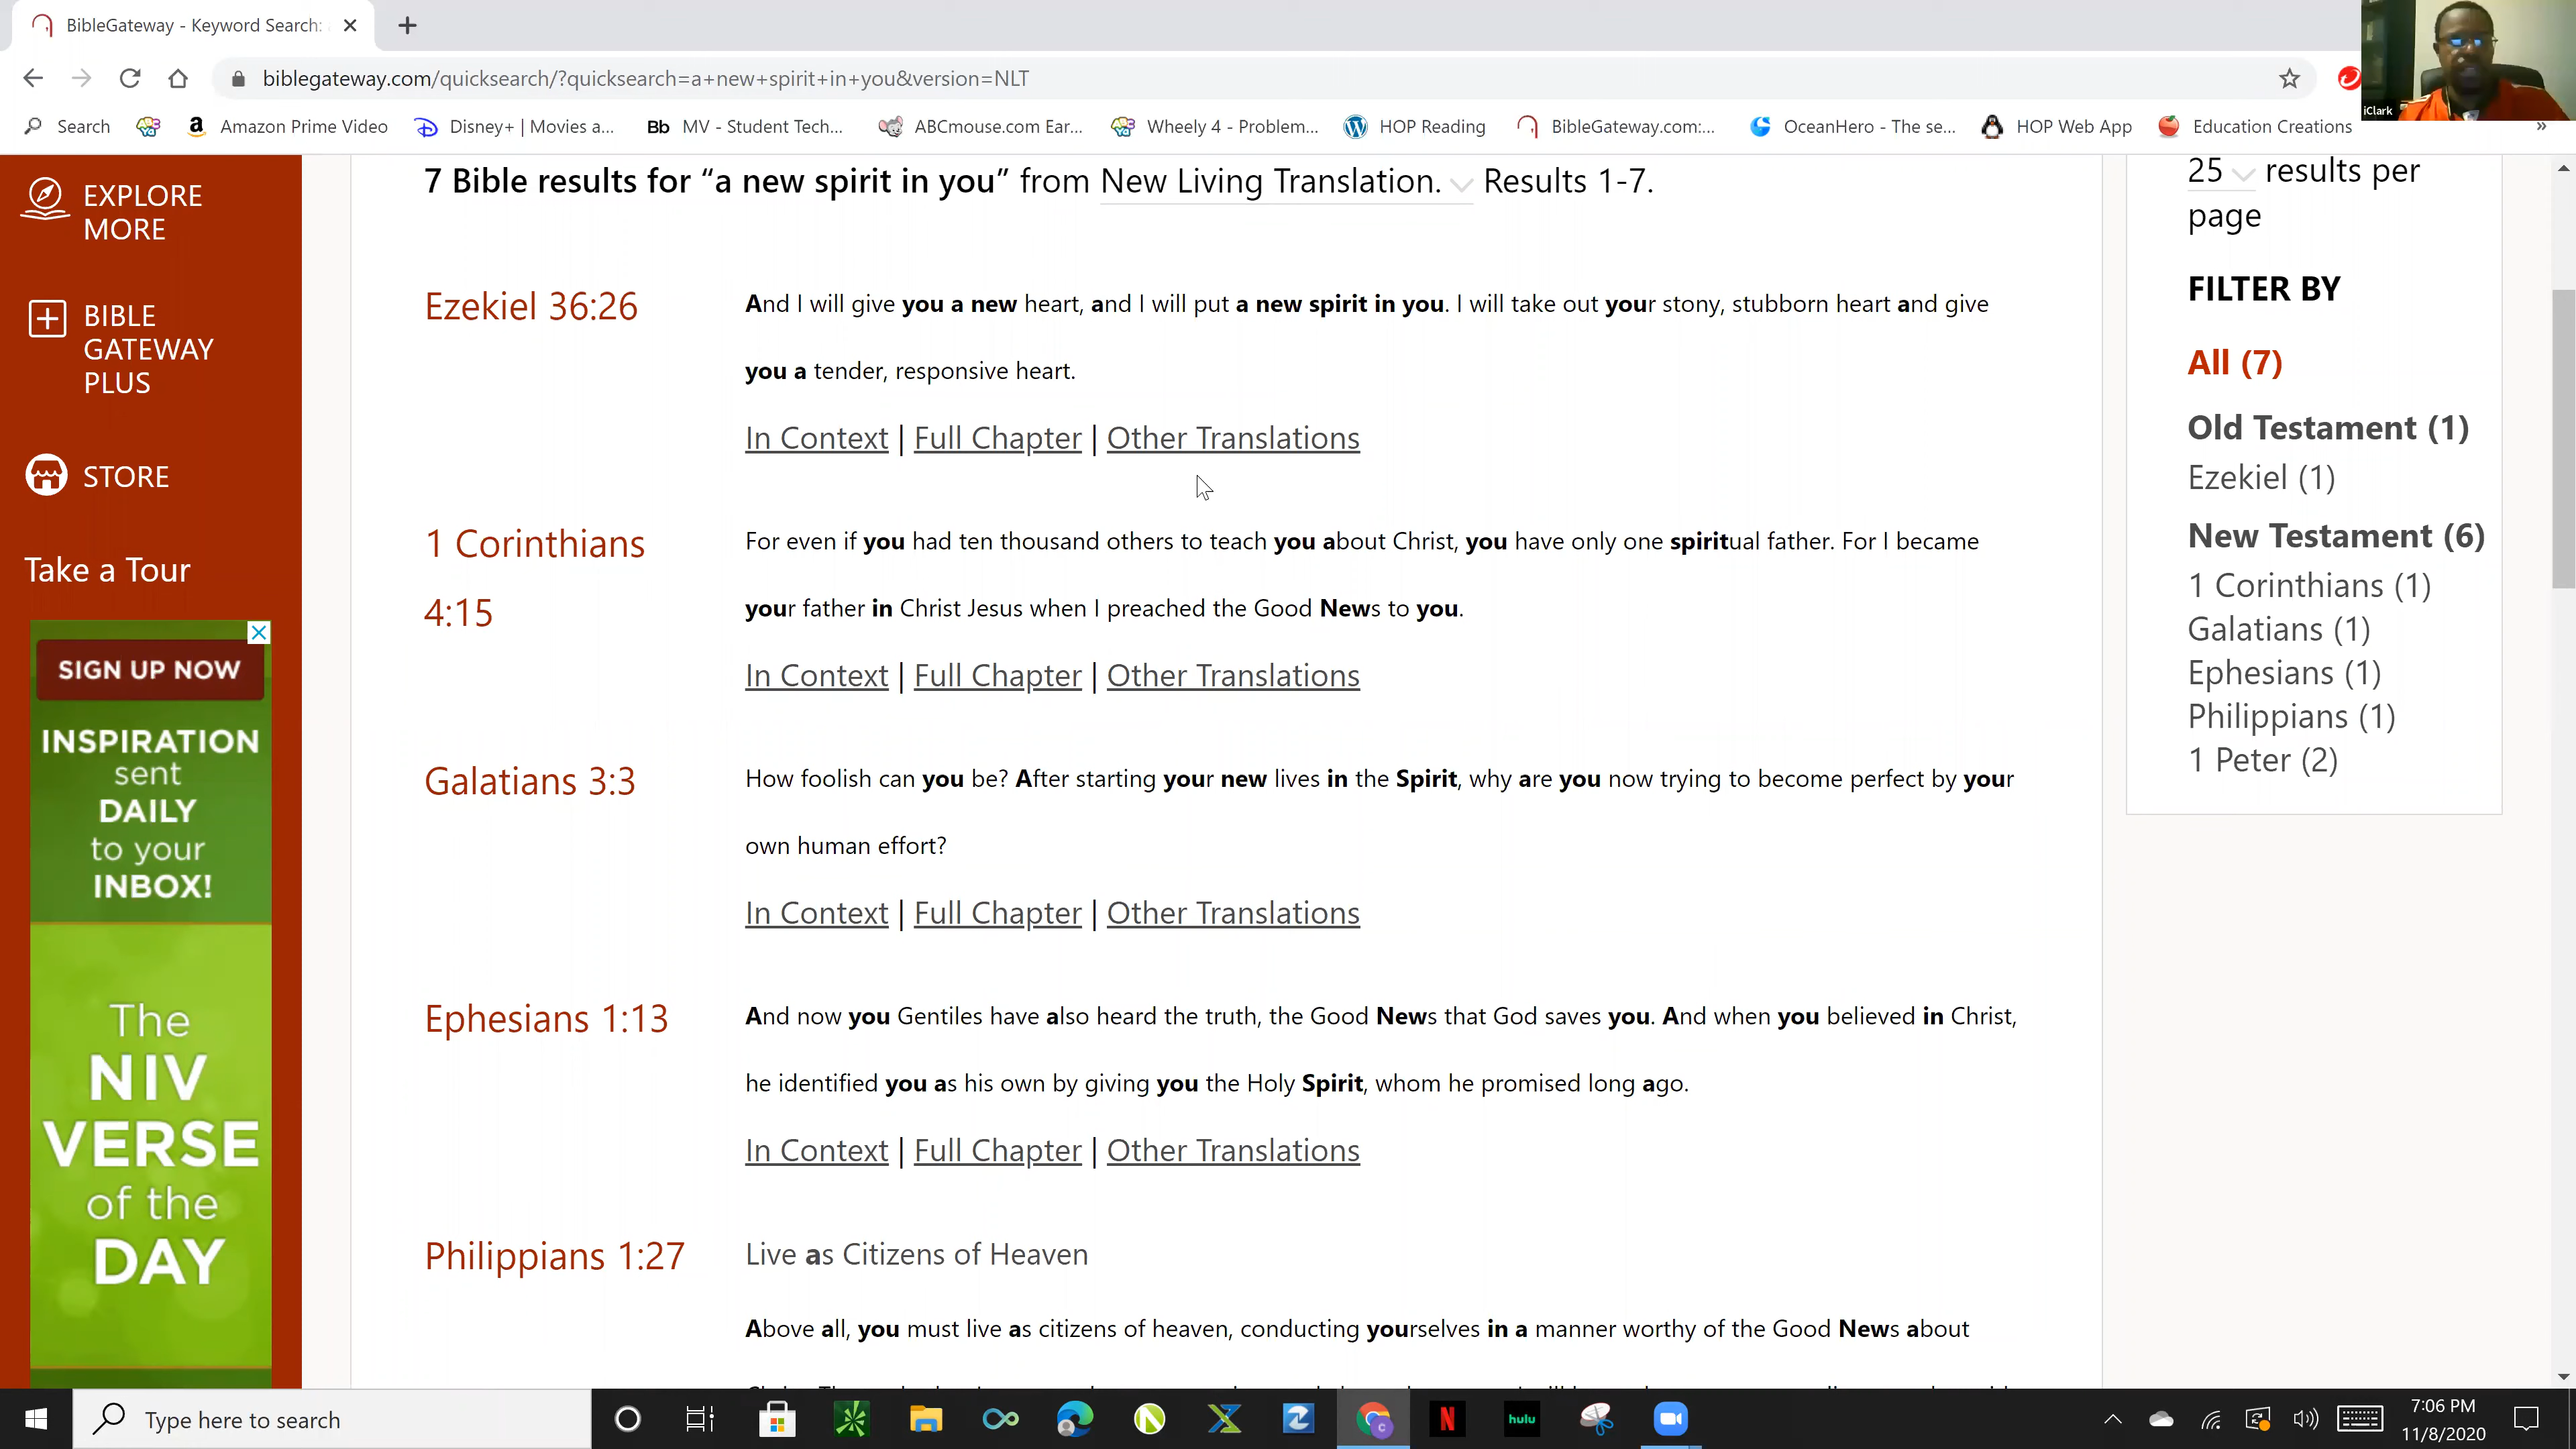 BibleGateway - Keyword Search:
biblegateway.com/quicksearch/?quicksearch=a+new+spirit+in+you&version=NLT
iClark
Search
Amazon Prime Video
Disney+ | Movies a...
Bb MV - Student Tech...
ABCmouse.com Ear...
Wheely 4 - Problem...
HOP Reading
BibleGateway.com:...
OceanHero - The se...
HOP Web App
Education Creations
»
EXPLORE
MORE
BIBLE
GATEWAY
PLUS
STORE
Take a Tour
SIGN UP NOW
INSPIRATION
sent
DAILY
to your
INBOX!
The
NIV
VERSE
of the
DAY
7 Bible results for “a new spirit in you” from New Living Translation. Results 1-7.
Ezekiel 36:26
And I will give you a new heart, and I will put a new spirit in you. I will take out your stony, stubborn heart and give
you a tender, responsive heart.
In Context | Full Chapter | Other Translations
1 Corinthians
4:15
For even if you had ten thousand others to teach you about Christ, you have only one spiritual father. For I became
your father in Christ Jesus when I preached the Good News to you.
In Context | Full Chapter | Other Translations
Galatians 3:3
How foolish can you be? After starting your new lives in the Spirit, why are you now trying to become perfect by your
own human effort?
In Context | Full Chapter | Other Translations
Ephesians 1:13
And now you Gentiles have also heard the truth, the Good News that God saves you. And when you believed in Christ,
he identified you as his own by giving you the Holy Spirit, whom he promised long ago.
In Context | Full Chapter | Other Translations
Philippians 1:27
Live as Citizens of Heaven
Above all, you must live as citizens of heaven, conducting yourselves in a manner worthy of the Good News about
25 results per
page
FILTER BY
All (7)
Old Testament (1)
Ezekiel (1)
New Testament (6)
1 Corinthians (1)
Galatians (1)
Ephesians (1)
Philippians (1)
1 Peter (2)
Type here to search
hulu
7:06 PM
11/8/2020